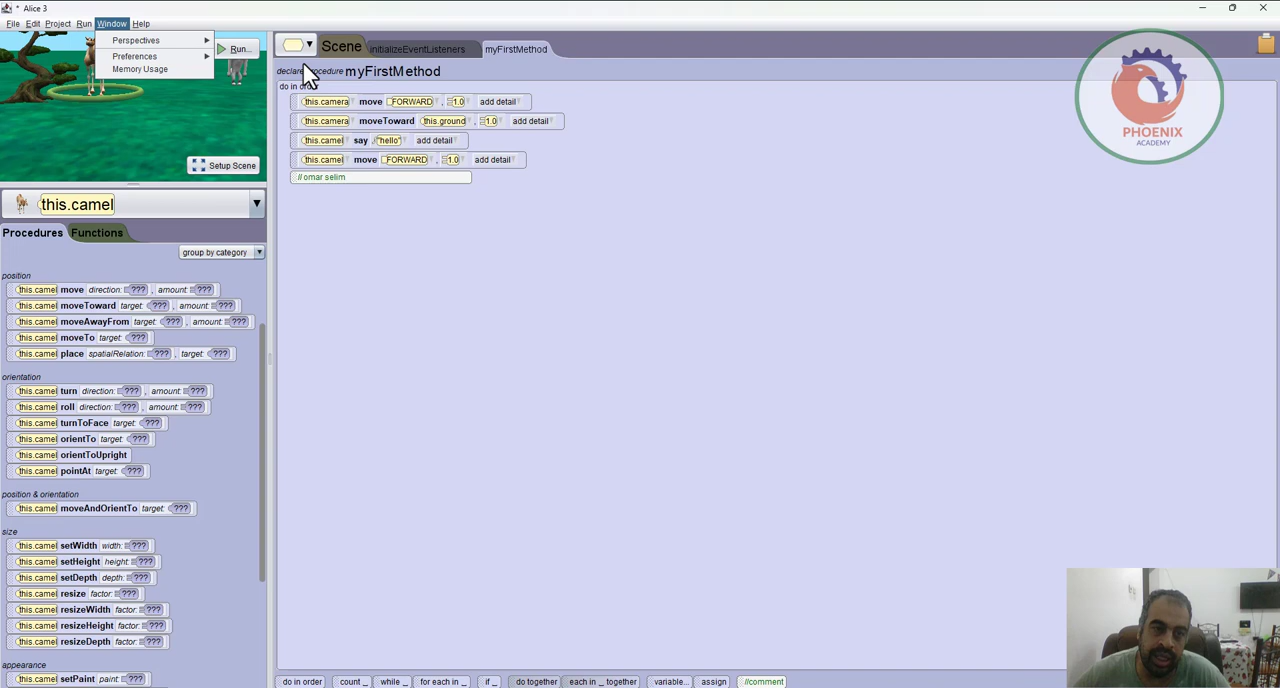 * Alice 3
File Edit Project Run Window Help
Perspectives
Preferences
Memory Usage
Run...
Setup Scene
this.camel
Procedures Functions
group by category
position
this.camel move direction: ??? , amount: ???
this.camel moveToward target: ??? , amount: ???
this.camel moveAwayFrom target: ??? , amount: ???
this.camel moveTo target: ???
this.camel place spatialRelation: ??? , target: ???
orientation
this.camel turn direction: ??? , amount: ???
this.camel roll direction: ??? , amount: ???
this.camel turnToFace target: ???
this.camel orientTo target: ???
this.camel orientToUpright
this.camel pointAt target: ???
position & orientation
this.camel moveAndOrientTo target: ???
size
this.camel setWidth width: ???
this.camel setHeight height: ???
this.camel setDepth depth: ???
this.camel resize factor: ???
this.camel resizeWidth factor: ???
this.camel resizeHeight factor: ???
this.camel resizeDepth factor: ???
appearance
this.camel setPaint paint: ???
Scene initializeEventListeners myFirstMethod
declare procedure myFirstMethod
do in order
this.camera move FORWARD , 1.0 add detail
this.camera moveToward this.ground , 1.0 add detail
this.camel say "hello" add detail
this.camel move FORWARD , 1.0 add detail
// omar selim
do in order count _ while _ for each in _ if _ do together each in _ together variable... assign //comment
PHOENIX
ACADEMY